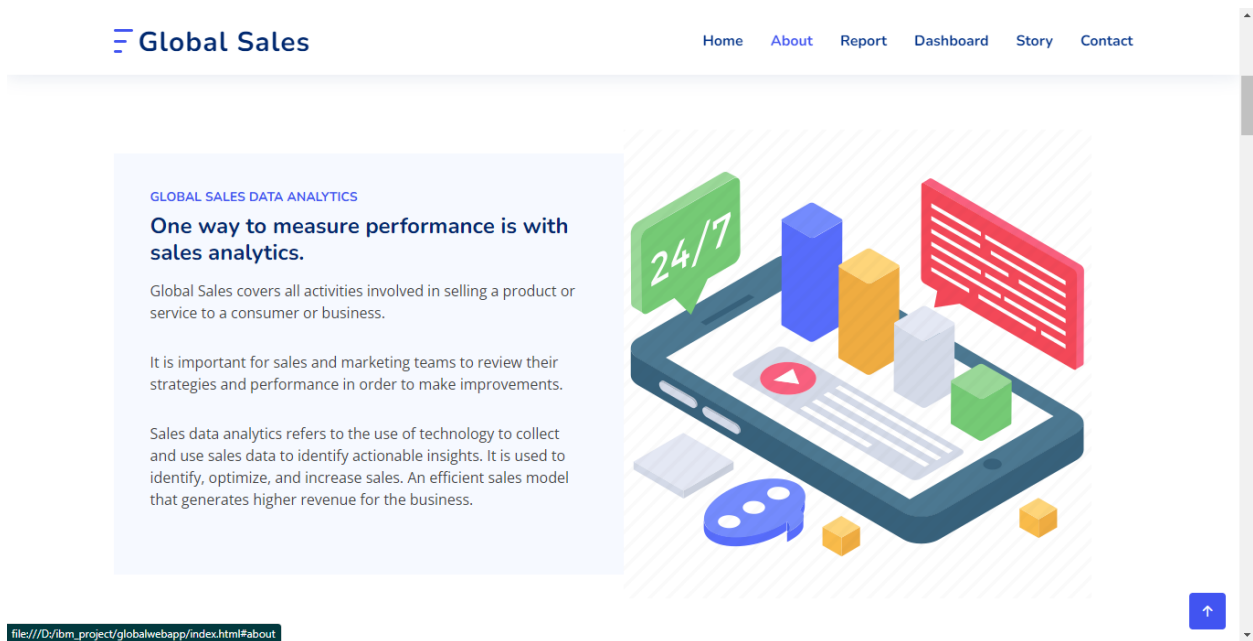 Global Sales
Home About Report Dashboard Story Contact
GLOBAL SALES DATA ANALYTICS
One way to measure performance is with
sales analytics.
Global Sales covers all activities involved in selling a product or
service to a consumer or business.
It is important for sales and marketing teams to review their
strategies and performance in order to make improvements.
Sales data analytics refers to the use of technology to collect
and use sales data to identify actionable insights. It is used to
identify, optimize, and increase sales. An efficient sales model
that generates higher revenue for the business.
24/7
file:///D:/ibm_project/globalwebapp/index.html#about